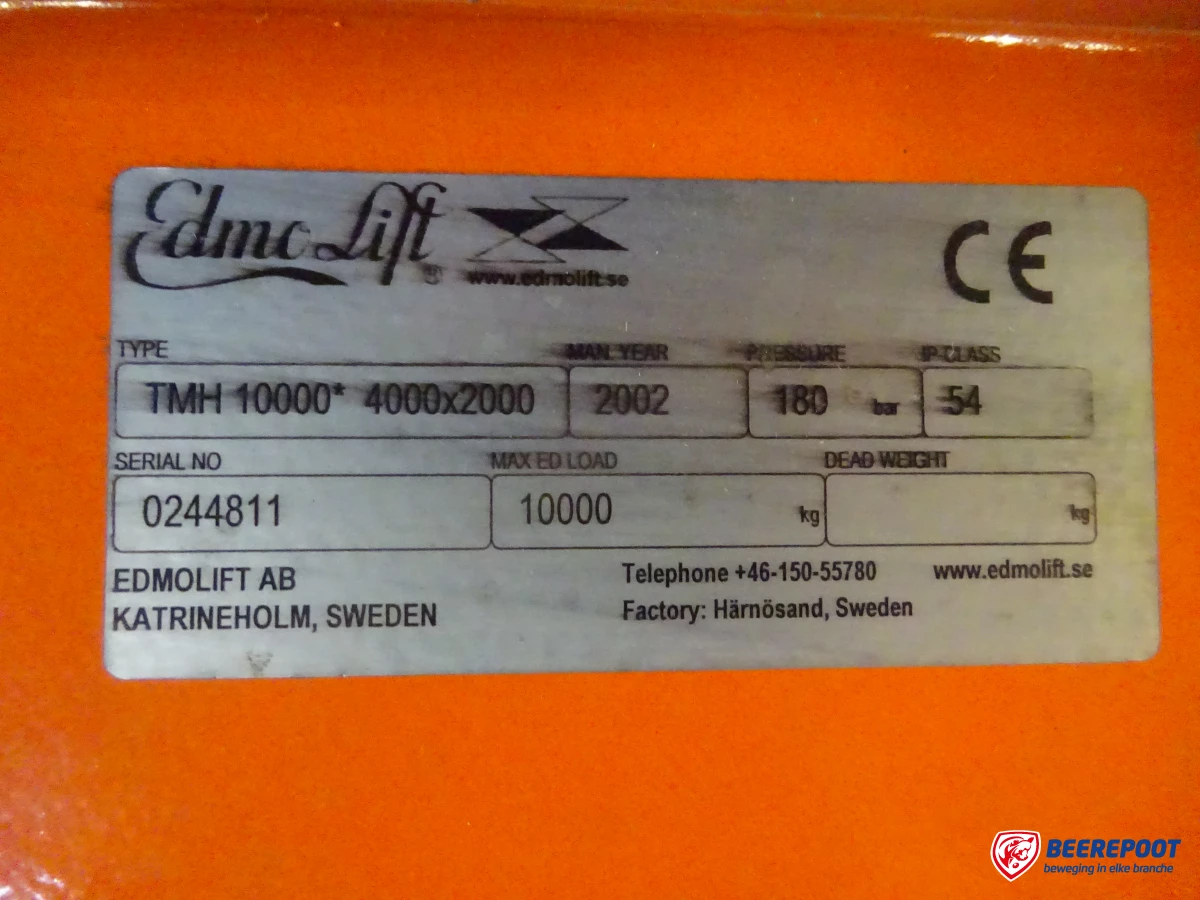 Edmo Lift®
www.edmolift.se
CE
TYPE MAN. YEAR PRESSURE IP CLASS
TMH 10000* 4000x2000 2002 180 bar 54
SERIAL NO MAX ED LOAD DEAD WEIGHT
0244811 10000 kg kg
EDMOLIFT AB Telephone +46-150-55780 www.edmolift.se
KATRINEHOLM, SWEDEN Factory: Härnösand, Sweden
BEEREPOOT
beweging in elke branche